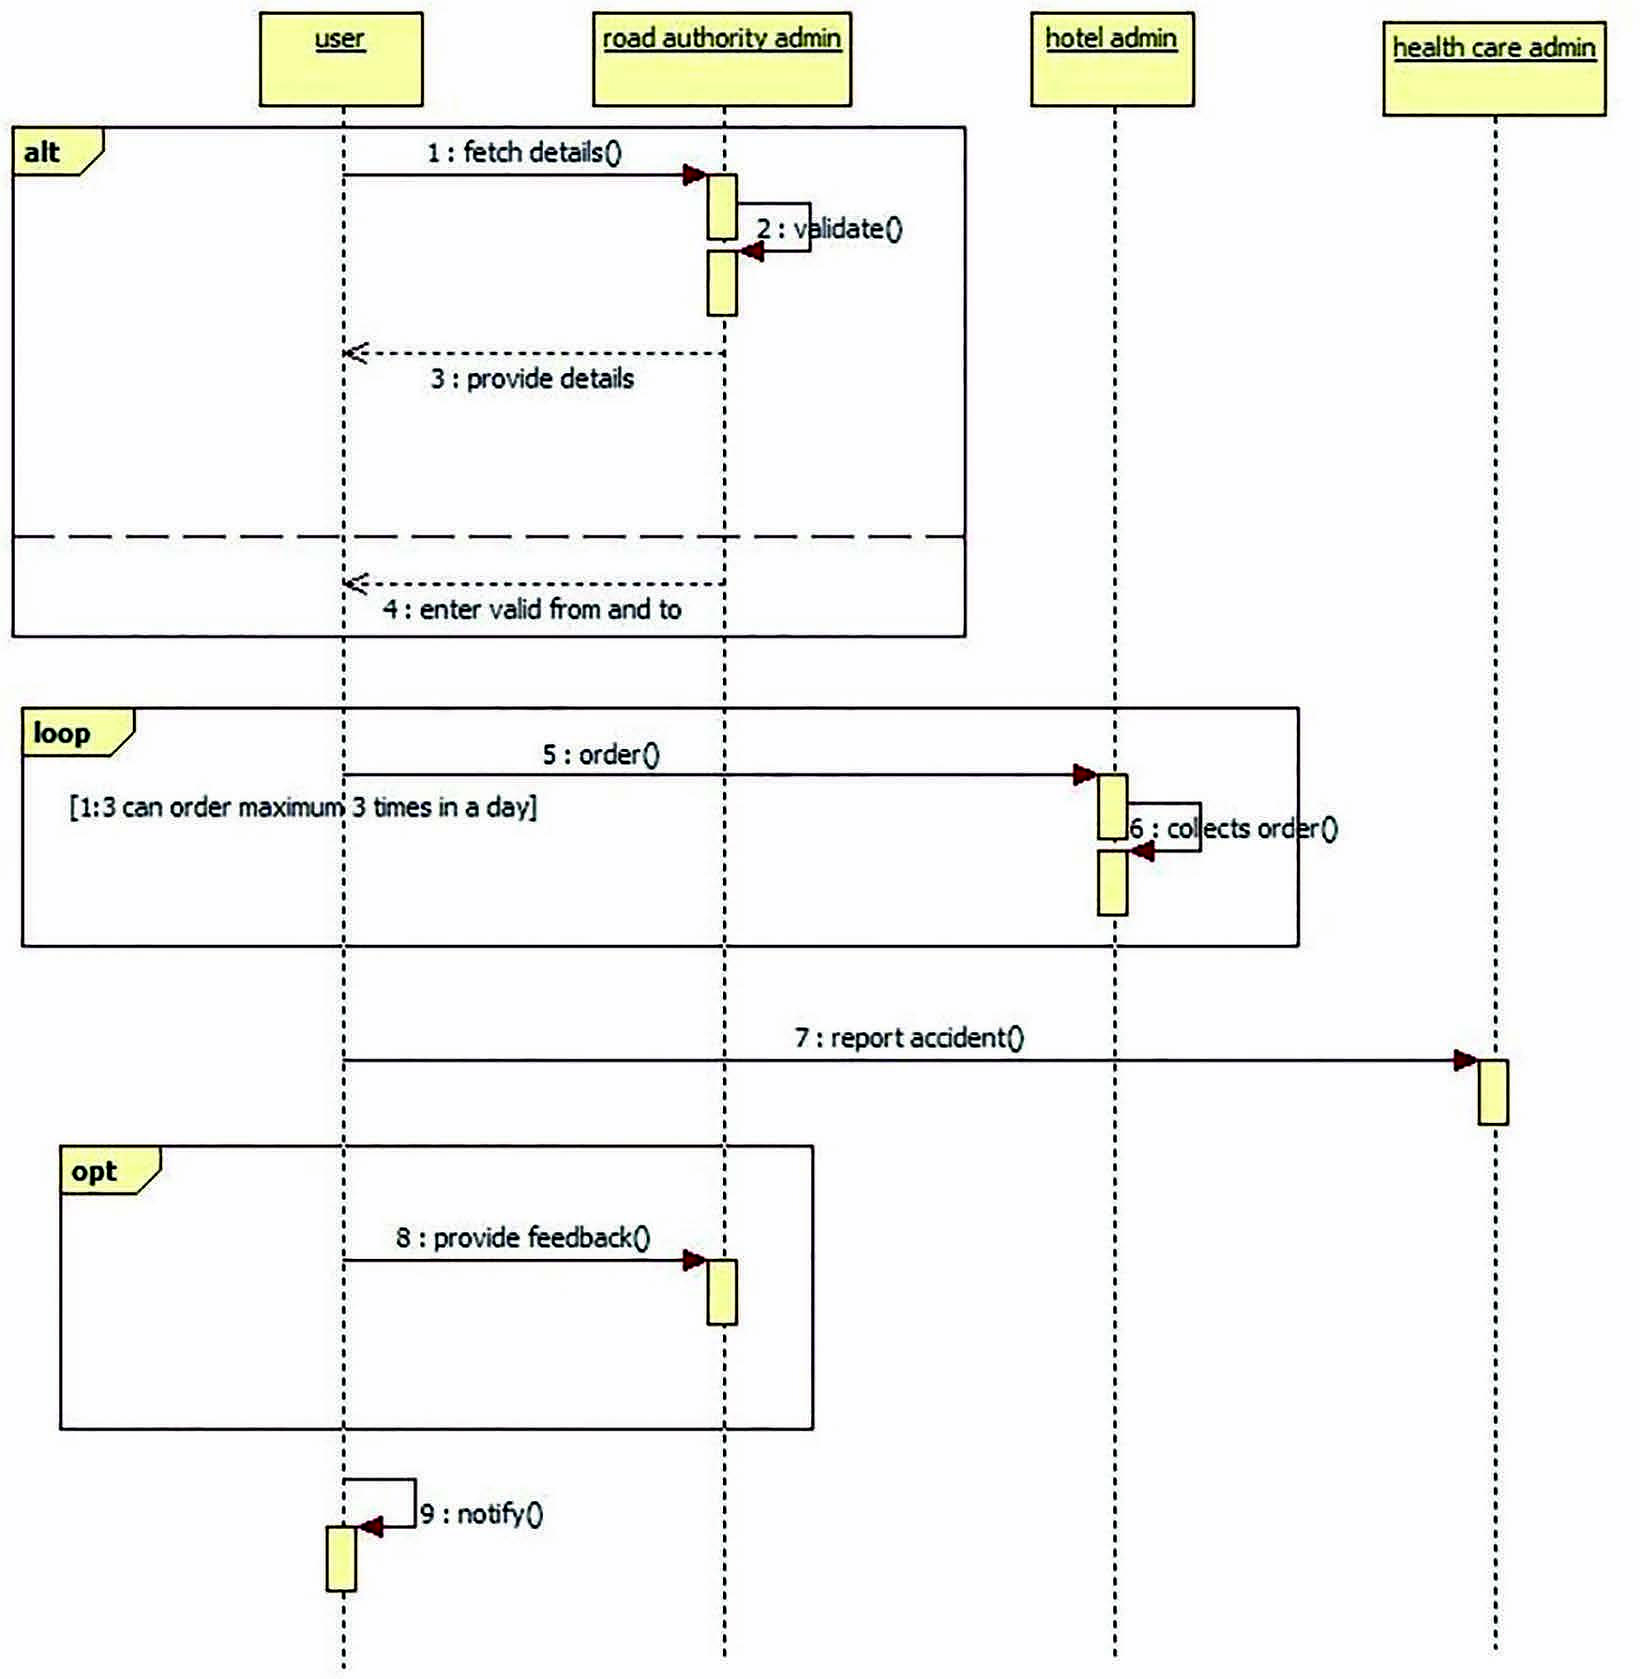 user
road authority admin
hotel admin
health care admin
alt
1 : fetch details()
2 : validate()
3 : provide details
4 : enter valid from and to
loop
5 : order()
[1:3 can order maximum 3 times in a day]
6 : collects order()
7 : report accident()
opt
8 : provide feedback()
9 : notify()